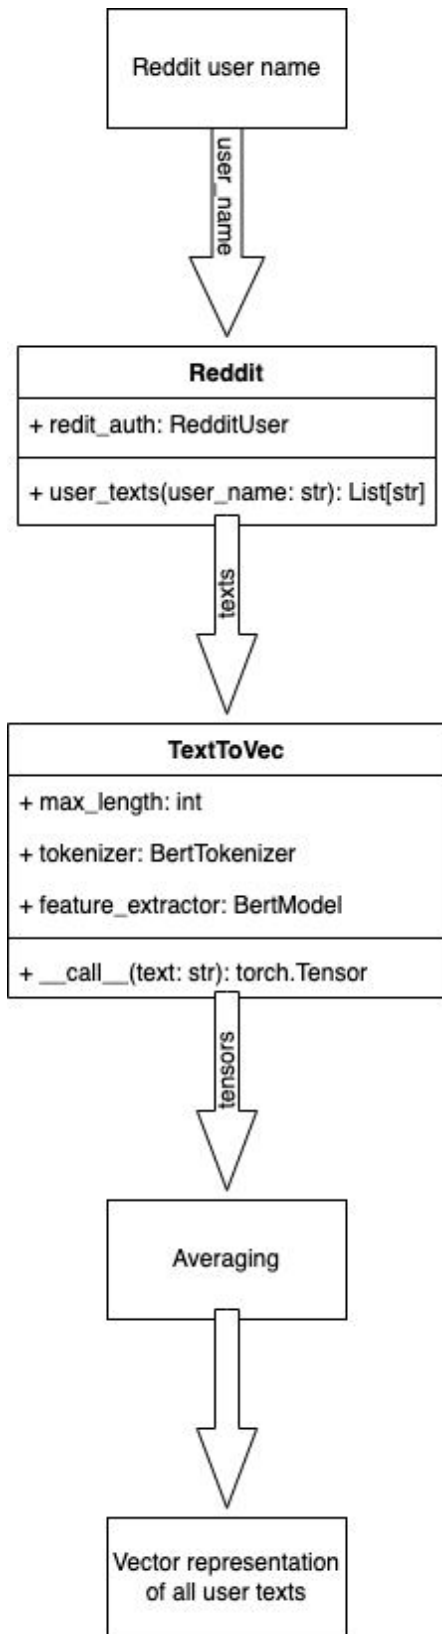 Reddit user name
user_name
Reddit
+ redit_auth: RedditUser
+ user_texts(user_name: str): List[str]
texts
TextToVec
+ max_length: int
+ tokenizer: BertTokenizer
+ feature_extractor: BertModel
+ __call__(text: str): torch.Tensor
tensors
Averaging
Vector representation
of all user texts